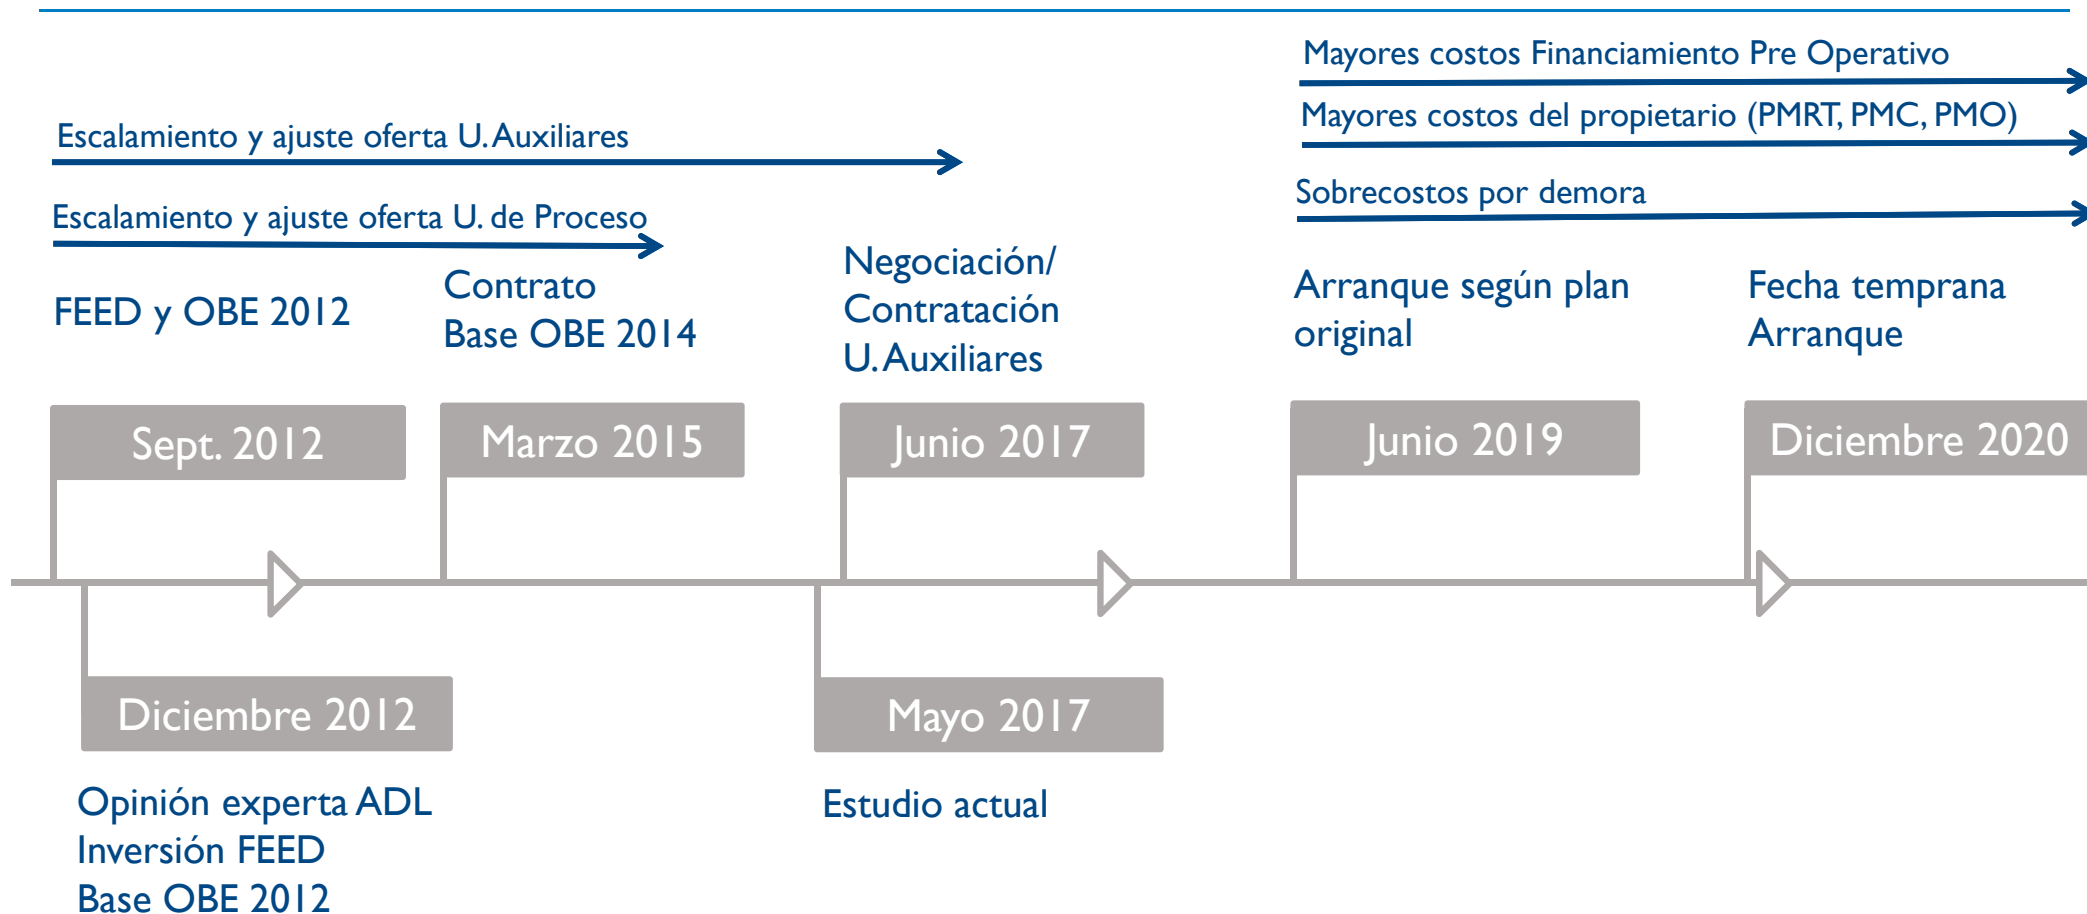 Mayores costos Financiamiento Pre Operativo
Mayores costos del propietario (PMRT, PMC, PMO)
Escalamiento y ajuste oferta U. Auxiliares
Sobrecostos por demora
Escalamiento y ajuste oferta U. de Proceso
FEED y OBE 2012
Contrato
Base OBE 2014
Negociación/
Contratación
U. Auxiliares
Arranque según plan
original
Fecha temprana
Arranque
Sept. 2012
Marzo 2015
Junio 2017
Junio 2019
Diciembre 2020
Diciembre 2012
Mayo 2017
Opinión experta ADL
Inversión FEED
Base OBE 2012
Estudio actual